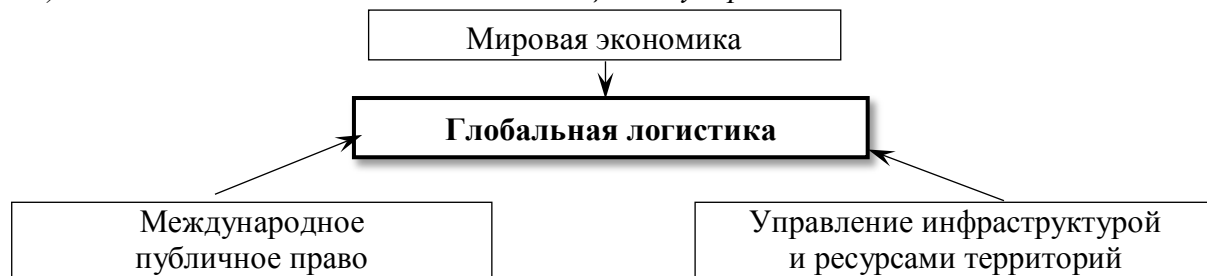 Мировая экономика
Глобальная логистика
Международное
публичное право
Управление инфраструктурой
и ресурсами территорий